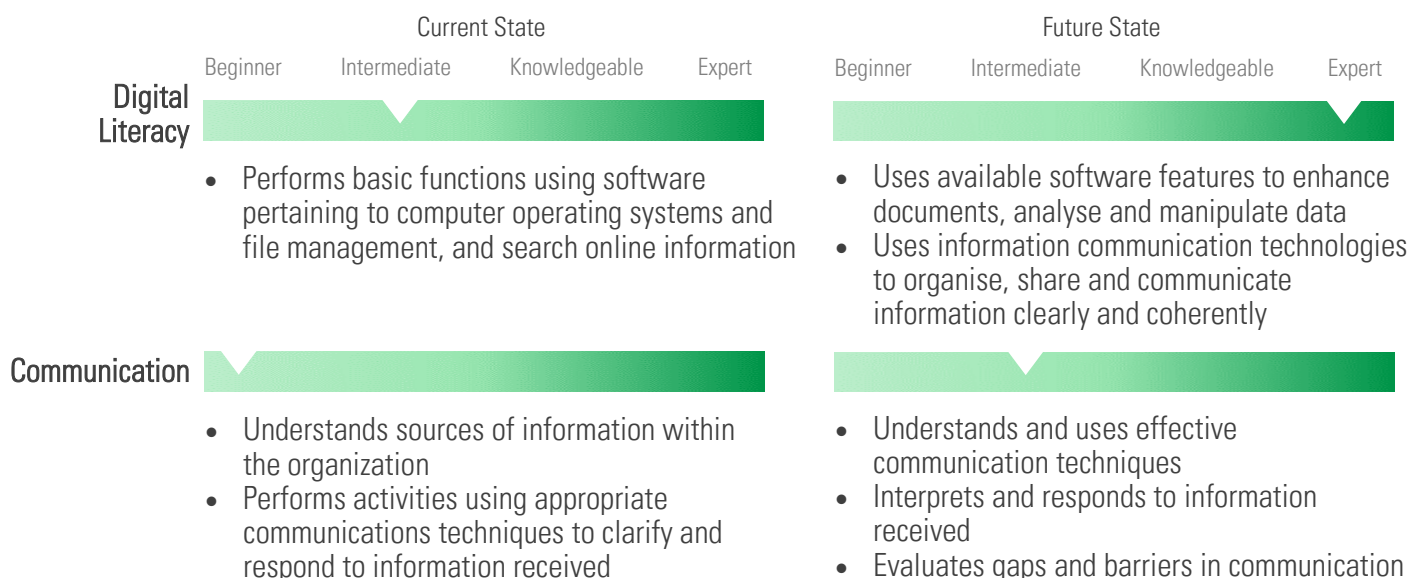 Current State
Future State
Beginner Intermediate Knowledgeable Expert
Beginner Intermediate Knowledgeable Expert
Digital
Literacy
• Performs basic functions using software
pertaining to computer operating systems and
file management, and search online information
• Uses available software features to enhance
documents, analyse and manipulate data
• Uses information communication technologies
to organise, share and communicate
information clearly and coherently
Communication
• Understands sources of information within
the organization
• Performs activities using appropriate
communications techniques to clarify and
respond to information received
• Understands and uses effective
communication techniques
• Interprets and responds to information
received
• Evaluates gaps and barriers in communication